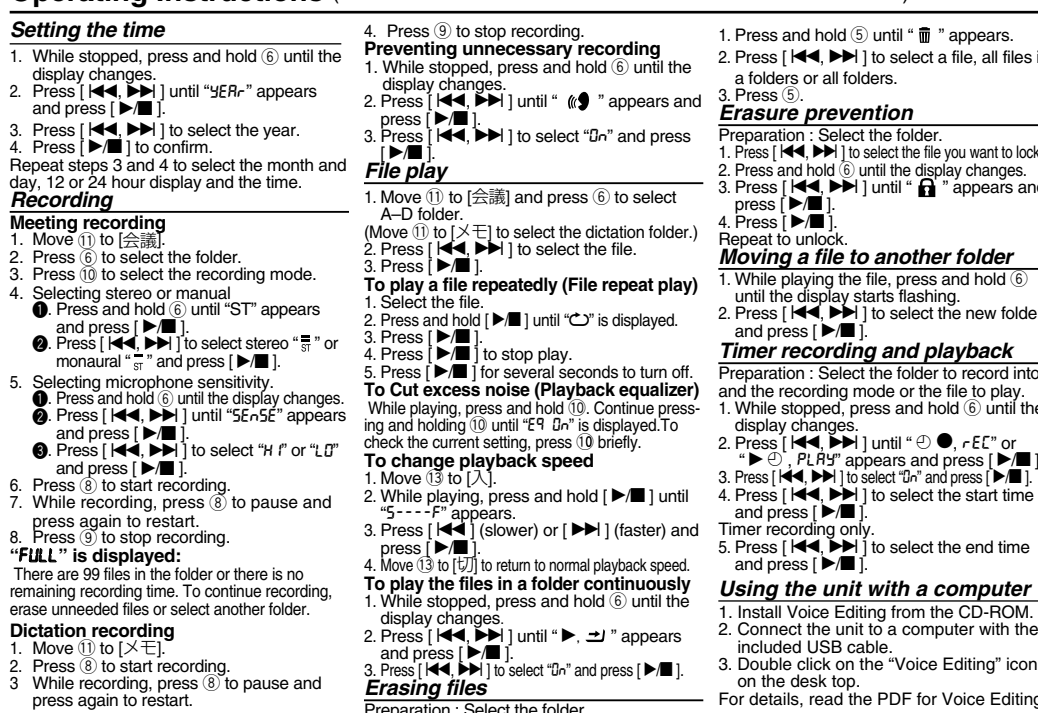 Setting the time
1. While stopped, press and hold ⑥ until the
display changes.
2. Press [ |◀◀, ▶▶| ] until “YEAr” appears
and press [ ▶/■ ].
3. Press [ |◀◀, ▶▶| ] to select the year.
4. Press [ ▶/■ ] to confirm.
Repeat steps 3 and 4 to select the month and
day, 12 or 24 hour display and the time.
Recording
Meeting recording
1. Move ⑪ to [会議].
2. Press ⑥ to select the folder.
3. Press ⑩ to select the recording mode.
4. Selecting stereo or manual
❶. Press and hold ⑥ until “ST” appears
and press [ ▶/■ ].
❷. Press [ |◀◀, ▶▶| ] to select stereo “ ST ” or
monaural “ ST ” and press [ ▶/■ ].
5. Selecting microphone sensitivity.
❶. Press and hold ⑥ until the display changes.
❷. Press [ |◀◀, ▶▶| ] until “SEnSE” appears
and press [ ▶/■ ].
❸. Press [ |◀◀, ▶▶| ] to select “HI” or “LO”
and press [ ▶/■ ].
6. Press ⑧ to start recording.
7. While recording, press ⑧ to pause and
press again to restart.
8. Press ⑨ to stop recording.
“FULL” is displayed:
There are 99 files in the folder or there is no
remaining recording time. To continue recording,
erase unneeded files or select another folder.
Dictation recording
1. Move ⑪ to [メモ].
2. Press ⑧ to start recording.
3 While recording, press ⑧ to pause and
press again to restart.
4. Press ⑨ to stop recording.
Preventing unnecessary recording
1. While stopped, press and hold ⑥ until the
display changes.
2. Press [ |◀◀, ▶▶| ] until “ ” appears and
press [ ▶/■ ].
3. Press [ |◀◀, ▶▶| ] to select “On” and press
[ ▶/■ ].
File play
1. Move ⑪ to [会議] and press ⑥ to select
A–D folder.
(Move ⑪ to [メモ] to select the dictation folder.)
2. Press [ |◀◀, ▶▶| ] to select the file.
3. Press [ ▶/■ ].
To play a file repeatedly (File repeat play)
1. Select the file.
2. Press and hold [ ▶/■ ] until “ ” is displayed.
3. Press [ ▶/■ ].
4. Press [ ▶/■ ] to stop play.
5. Press [ ▶/■ ] for several seconds to turn off.
To Cut excess noise (Playback equalizer)
While playing, press and hold ⑩. Continue press-
ing and holding ⑩ until “E9 On” is displayed.To
check the current setting, press ⑩ briefly.
To change playback speed
1. Move ⑬ to [入].
2. While playing, press and hold [ ▶/■ ] until
“S----F” appears.
3. Press [ |◀◀ ] (slower) or [ ▶▶| ] (faster) and
press [ ▶/■ ].
4. Move ⑬ to [切] to return to normal playback speed.
To play the files in a folder continuously
1. While stopped, press and hold ⑥ until the
display changes.
2. Press [ |◀◀, ▶▶| ] until “ ▶, ” appears
and press [ ▶/■ ].
3. Press [ |◀◀, ▶▶| ] to select “On” and press [ ▶/■ ].
Erasing files
Preparation : Select the folder
1. Press and hold ⑤ until “ ” appears.
2. Press [ |◀◀, ▶▶| ] to select a file, all files
a folders or all folders.
3. Press ⑤.
Erasure prevention
Preparation : Select the folder.
1. Press [ |◀◀, ▶▶| ] to select the file you want to lock
2. Press and hold ⑥ until the display changes.
3. Press [ |◀◀, ▶▶| ] until “ ” appears and
press [ ▶/■ ].
4. Press [ ▶/■ ].
Repeat to unlock.
Moving a file to another folder
1. While playing the file, press and hold ⑥
until the display starts flashing.
2. Press [ |◀◀, ▶▶| ] to select the new folde
and press [ ▶/■ ].
Timer recording and playback
Preparation : Select the folder to record into
and the recording mode or the file to play.
1. While stopped, press and hold ⑥ until the
display changes.
2. Press [ |◀◀, ▶▶| ] until “ ●, rEC” or
“ ▶ , PLAY” appears and press [ ▶/■ ]
3. Press [ |◀◀, ▶▶| ] to select “On” and press [ ▶/■ ].
4. Press [ |◀◀, ▶▶| ] to select the start time
and press [ ▶/■ ].
Timer recording only.
5. Press [ |◀◀, ▶▶| ] to select the end time
and press [ ▶/■ ].
Using the unit with a computer
1. Install Voice Editing from the CD-ROM.
2. Connect the unit to a computer with the
included USB cable.
3. Double click on the “Voice Editing” icon
on the desk top.
For details, read the PDF for Voice Editing